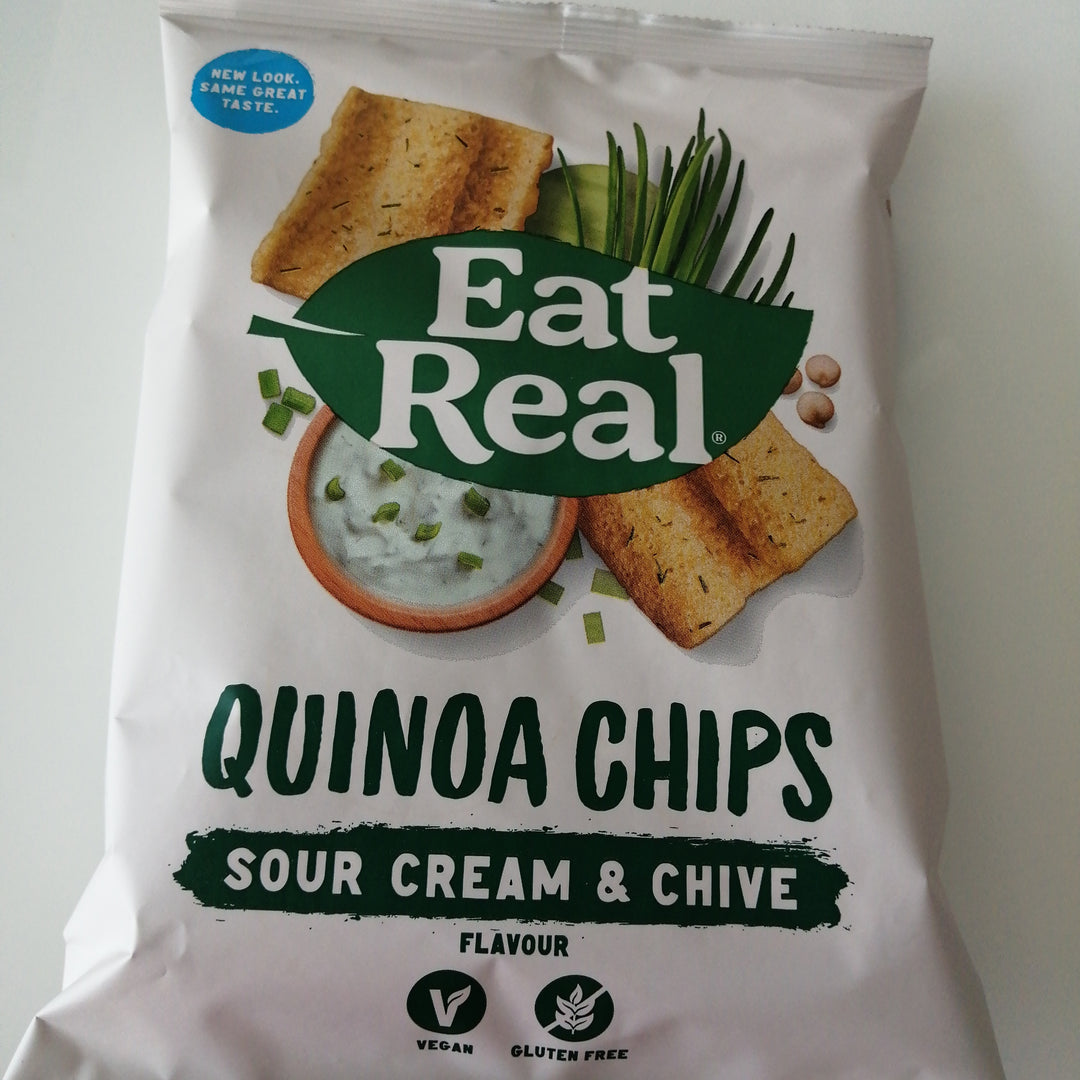 NEW LOOK.
SAME GREAT
TASTE.
Eat
Real®
QUINOA CHIPS
SOUR CREAM & CHIVE
FLAVOUR
VEGAN
GLUTEN FREE